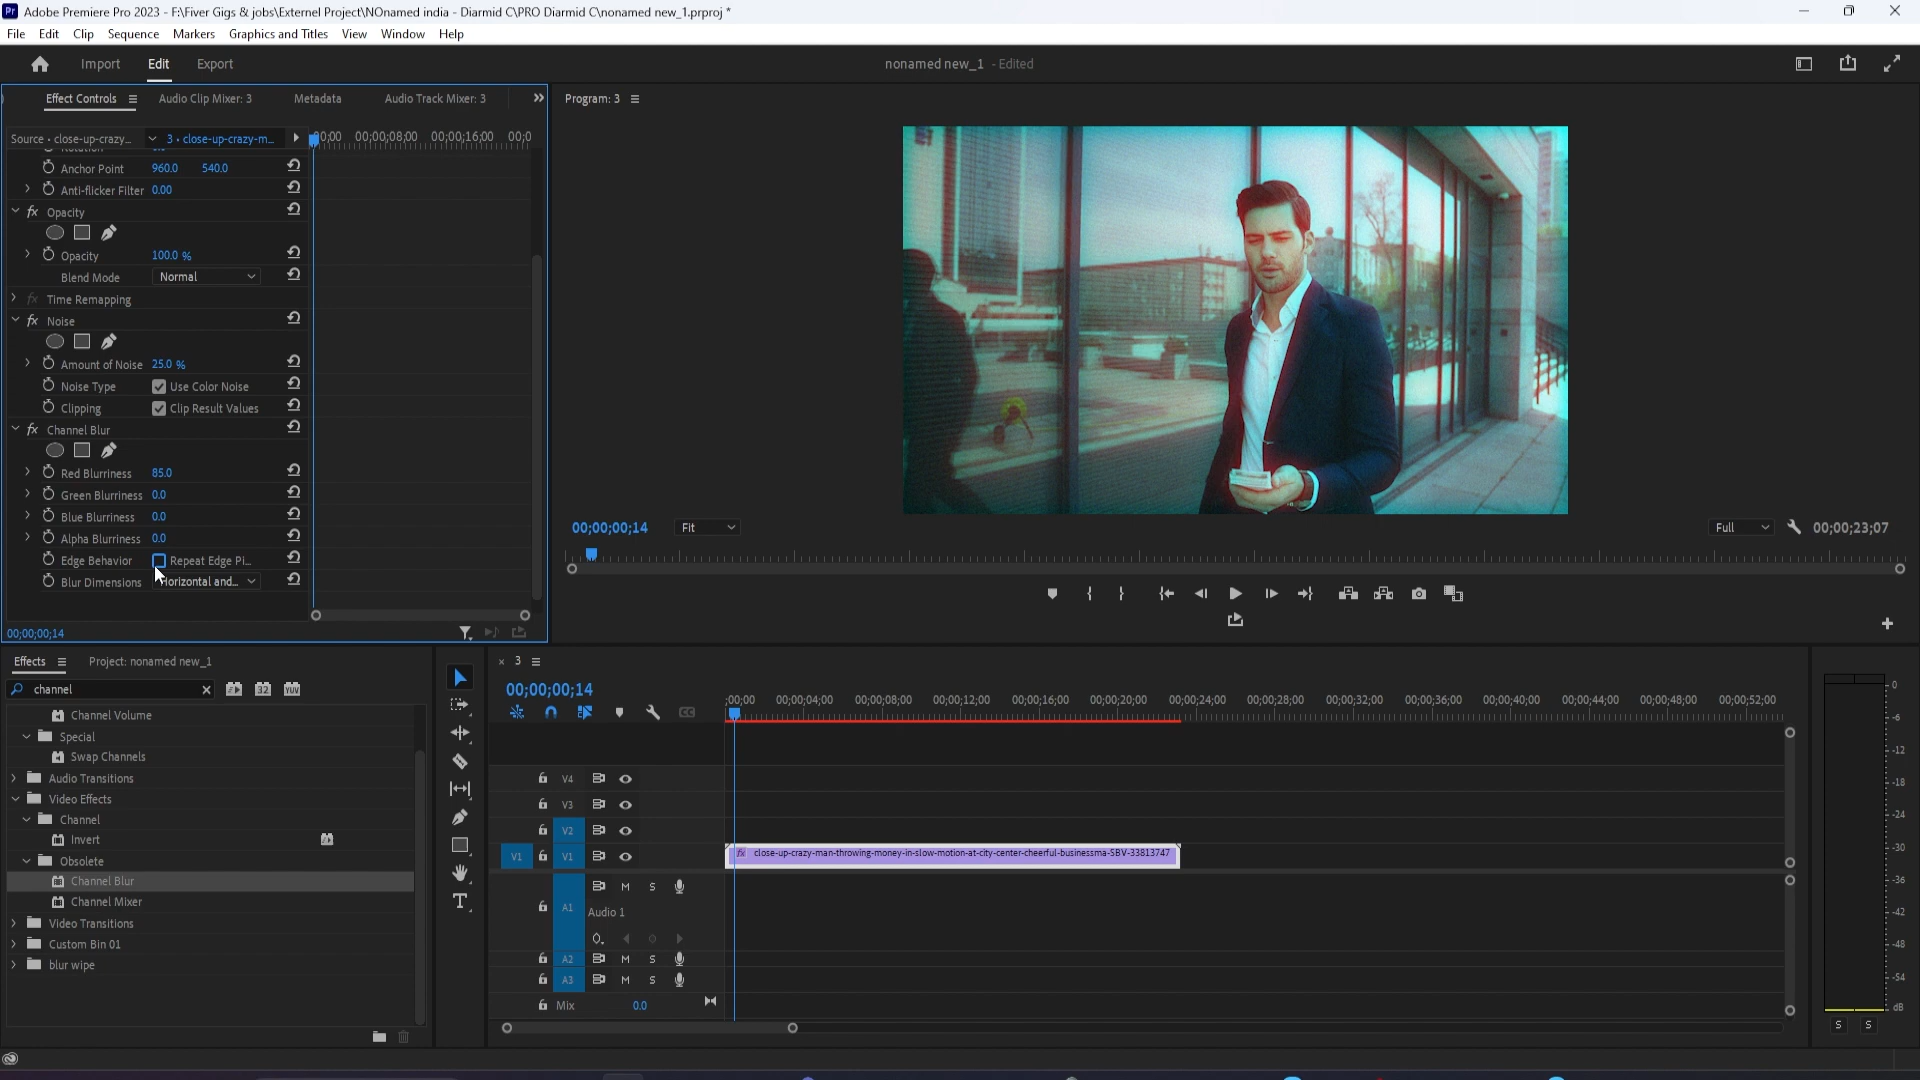 Pr Adobe Premiere Pro 2023 - F:\Fiver Gigs & jobs\Externel Project\NOnamed india - Diarmid C\PRO Diarmid C\nonamed new_1.prproj *
File Edit Clip Sequence Markers Graphics and Titles View Window Help
Import Edit Export nonamed new_1 - Edited
Effect Controls Audio Clip Mixer: 3 Metadata Audio Track Mixer: 3 Program: 3
Source • close-up-crazy... 3 • close-up-crazy-m... 00;00 00;00;08;00 00;00;16;00 00;0
Anchor Point 960.0 540.0
Anti-flicker Filter 0.00
fx Opacity
Opacity 100.0 %
Blend Mode Normal
fx Time Remapping
fx Noise
Amount of Noise 25.0 %
Noise Type Use Color Noise
Clipping Clip Result Values
fx Channel Blur
Red Blurriness 85.0
Green Blurriness 0.0
Blue Blurriness 0.0
Alpha Blurriness 0.0
Edge Behavior Repeat Edge Pi...
Blur Dimensions Horizontal and...
00;00;00;14
00;00;00;14 Fit Full 00;00;23;07
Effects Project: nonamed new_1
channel 32 YUV
Channel Volume
Special
Swap Channels
Audio Transitions
Video Effects
Channel
Invert
Obsolete
Channel Blur
Channel Mixer
Video Transitions
Custom Bin 01
blur wipe
T
× 3
00;00;00;14
CC
;00;00 00;00;04;00 00;00;08;00 00;00;12;00 00;00;16;00 00;00;20;00 00;00;24;00 00;00;28;00 00;00;32;00 00;00;36;00 00;00;40;00 00;00;44;00 00;00;48;00 00;00;52;00
V4
V3
V2
V1 V1 fx close-up-crazy-man-throwing-money-in-slow-motion-at-city-center-cheerful-businessma-SBV-33813747
A1 M S
Audio 1
A2 M S
A3 M S
Mix 0.0
0
-6
-12
-18
-24
-30
-36
-42
-48
-54
dB
S S